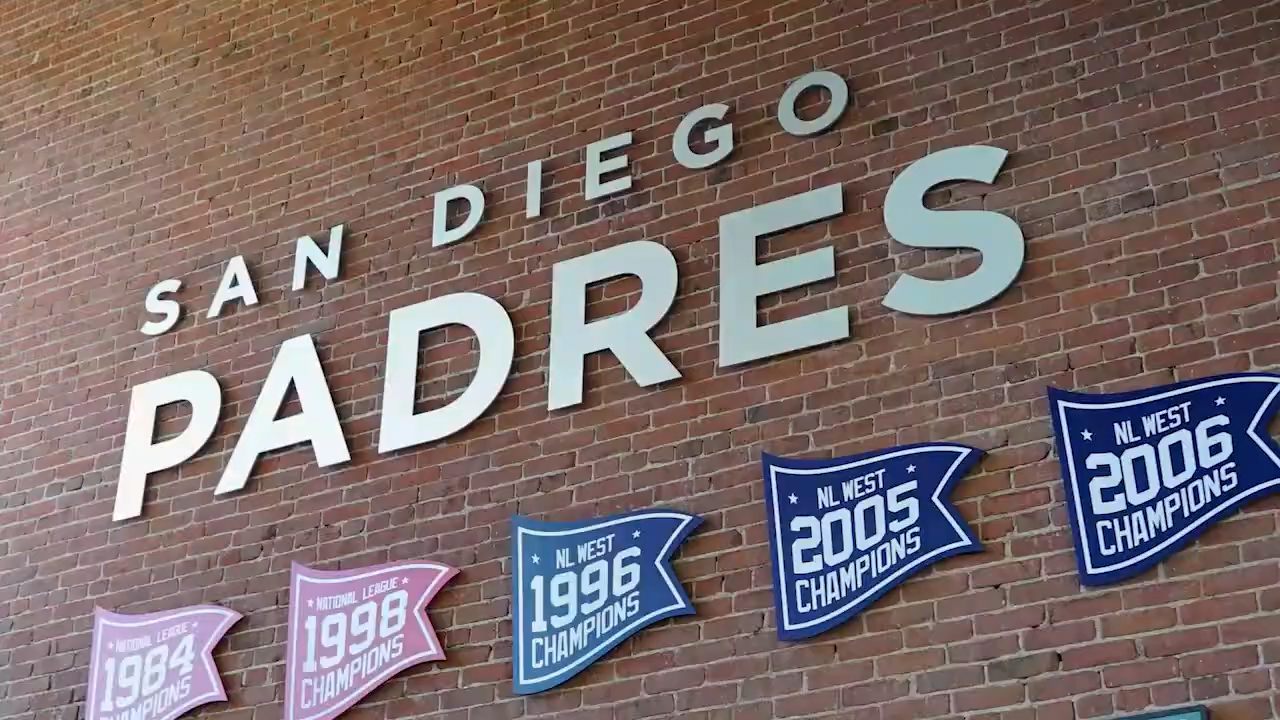 SAN DIEGO
PADRES
NATIONAL LEAGUE
1984
CHAMPIONS
NATIONAL LEAGUE
1998
CHAMPIONS
NL WEST
1996
CHAMPIONS
NL WEST
2005
CHAMPIONS
NL WEST
2006
CHAMPIONS